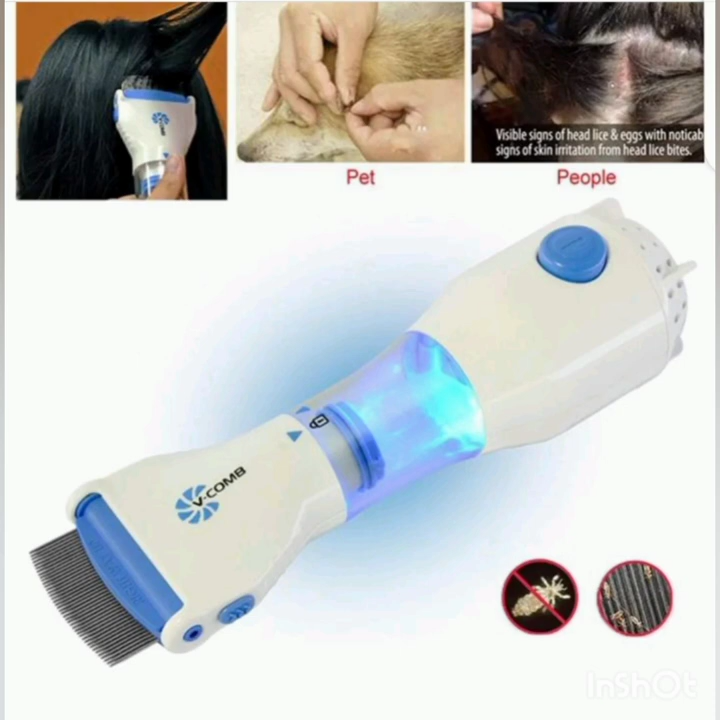 V-COMB
Visible signs of head lice & eggs with noticab
signs of skin irritation from head lice bites.
Pet
People
V-COMB
InShOt